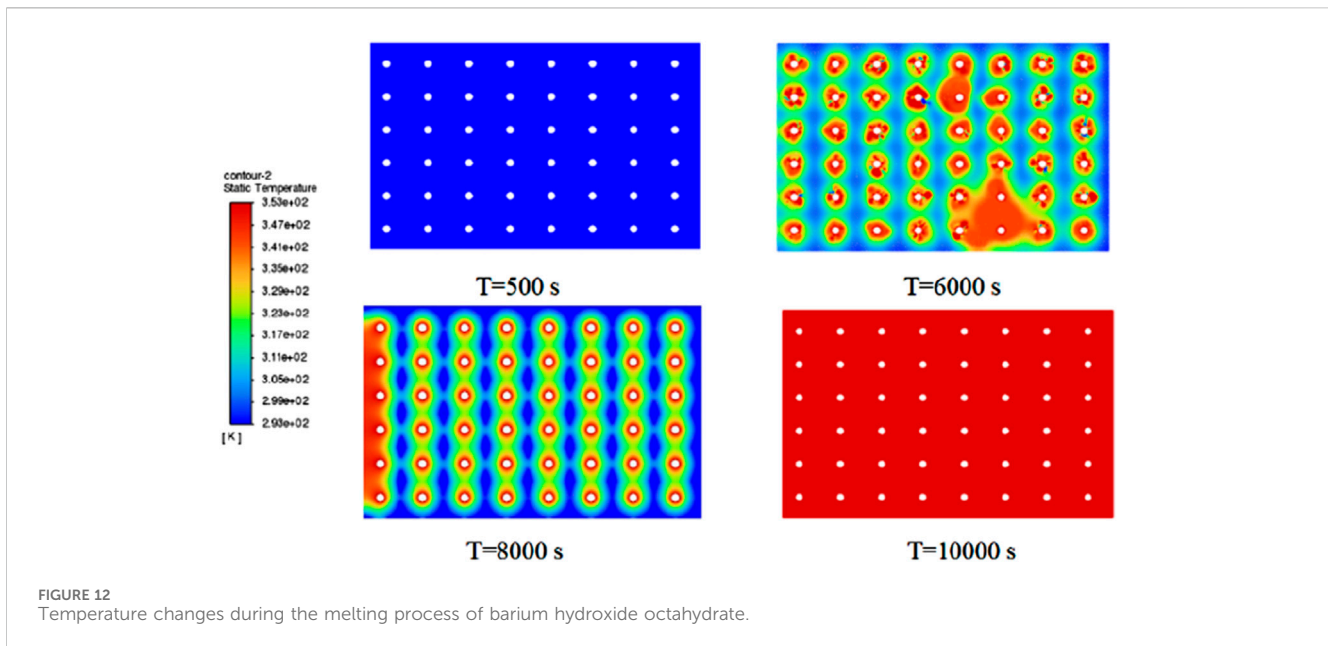 contour-2
Static Temperature
3.53e+02
3.47e+02
3.41e+02
3.35e+02
3.29e+02
3.23e+02
3.17e+02
3.11e+02
3.05e+02
2.99e+02
2.93e+02
[K]
T=500 s
T=6000 s
T=8000 s
T=10000 s
FIGURE 12
Temperature changes during the melting process of barium hydroxide octahydrate.